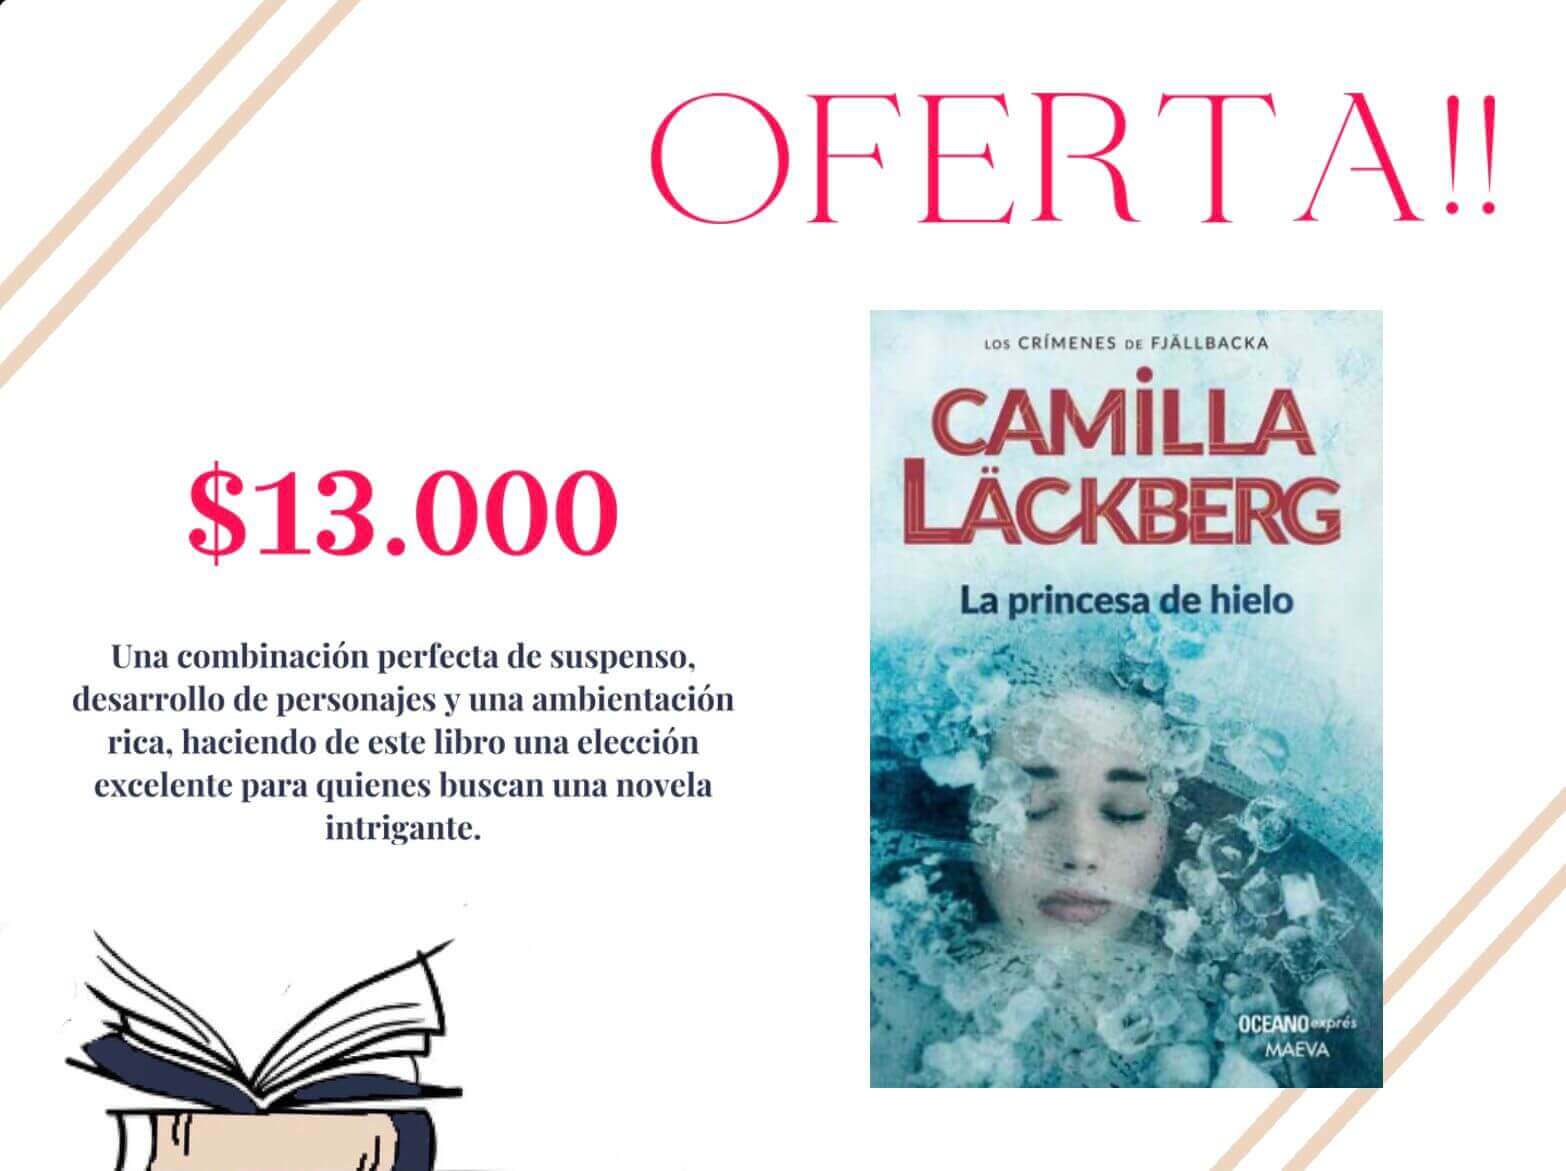 OFERTA!!
$13.000
Una combinación perfecta de suspenso,
desarrollo de personajes y una ambientación
rica, haciendo de este libro una elección
excelente para quienes buscan una novela
intrigante.
LOS CRÍMENES DE FJÄLLBACKA
CAMILLA
LÄCKBERG
La princesa de hielo
OCEANO exprés
MAEVA